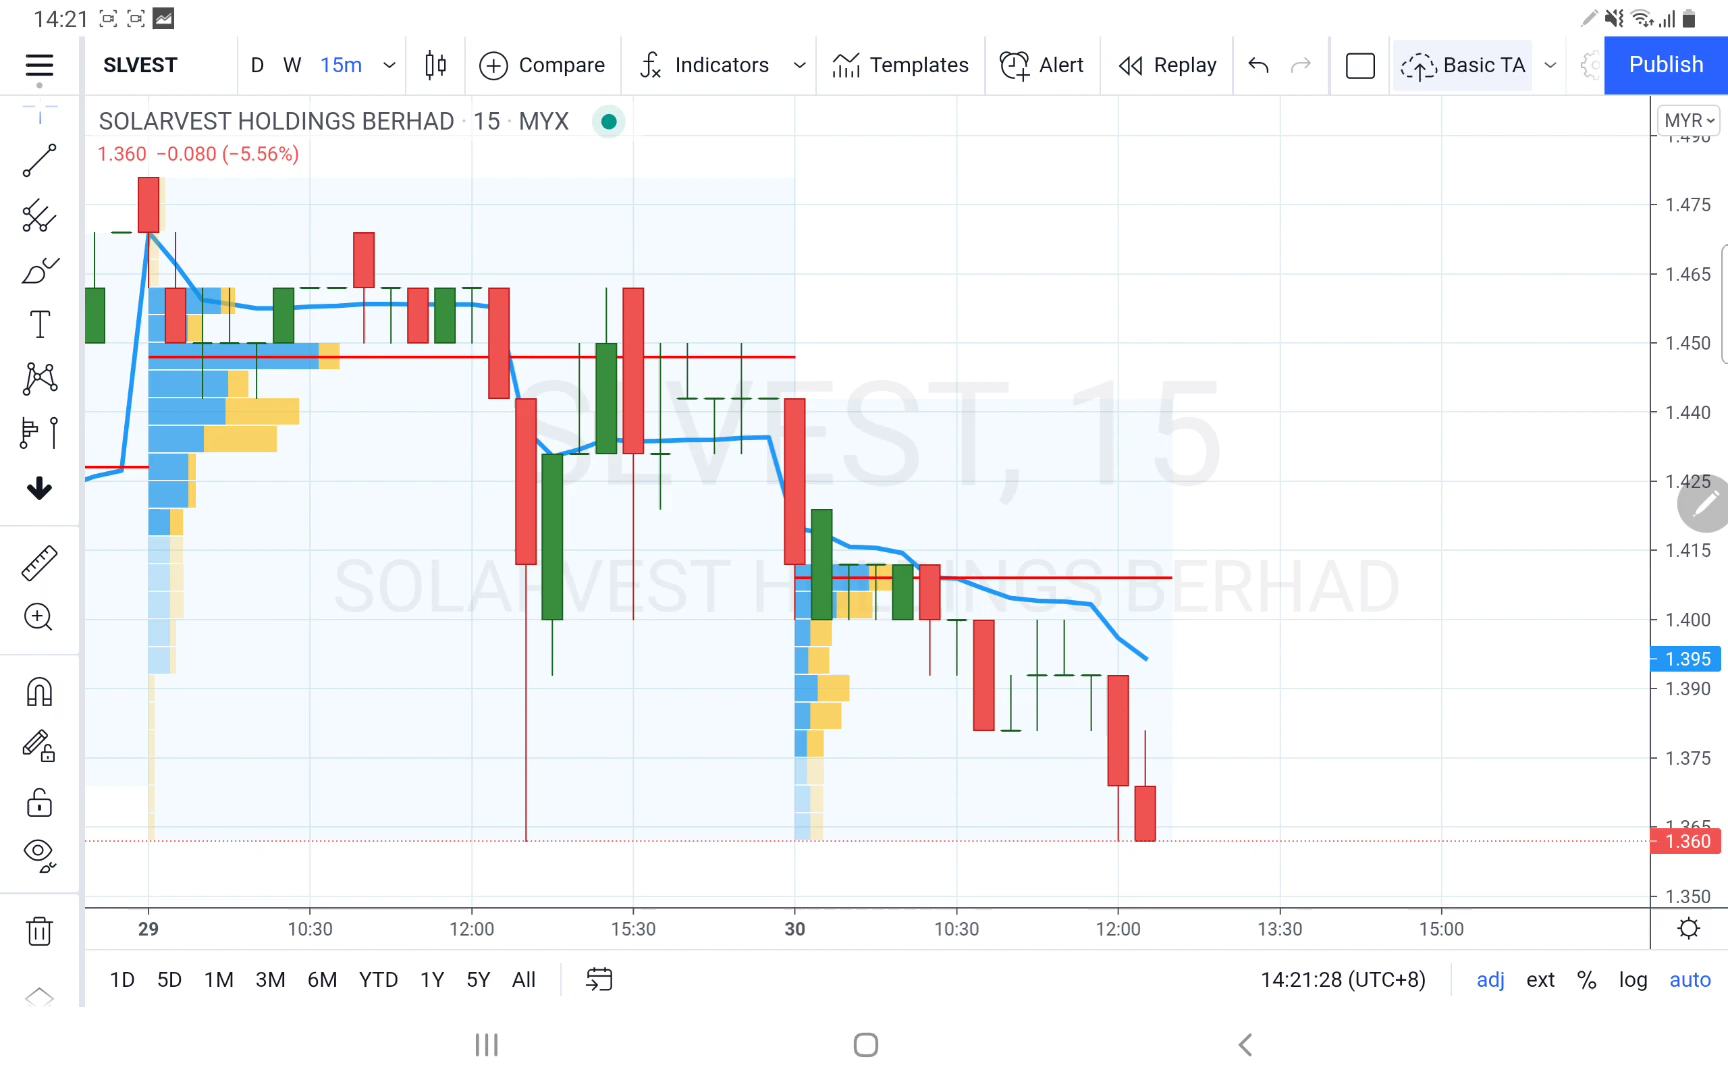 14:21
SLVEST D W 15m Compare Indicators Templates Alert Replay Basic TA Publish
SOLARVEST HOLDINGS BERHAD · 15 · MYX
1.360 −0.080 (−5.56%)
MYR
1.490
1.475
1.465
1.450
1.440
1.425
1.415
1.400
1.395
1.390
1.375
1.365
1.360
1.350
SLVEST, 15
SOLARVEST HOLDINGS BERHAD
29 10:30 12:00 15:30 30 10:30 12:00 13:30 15:00
1D 5D 1M 3M 6M YTD 1Y 5Y All 14:21:28 (UTC+8) adj ext % log auto